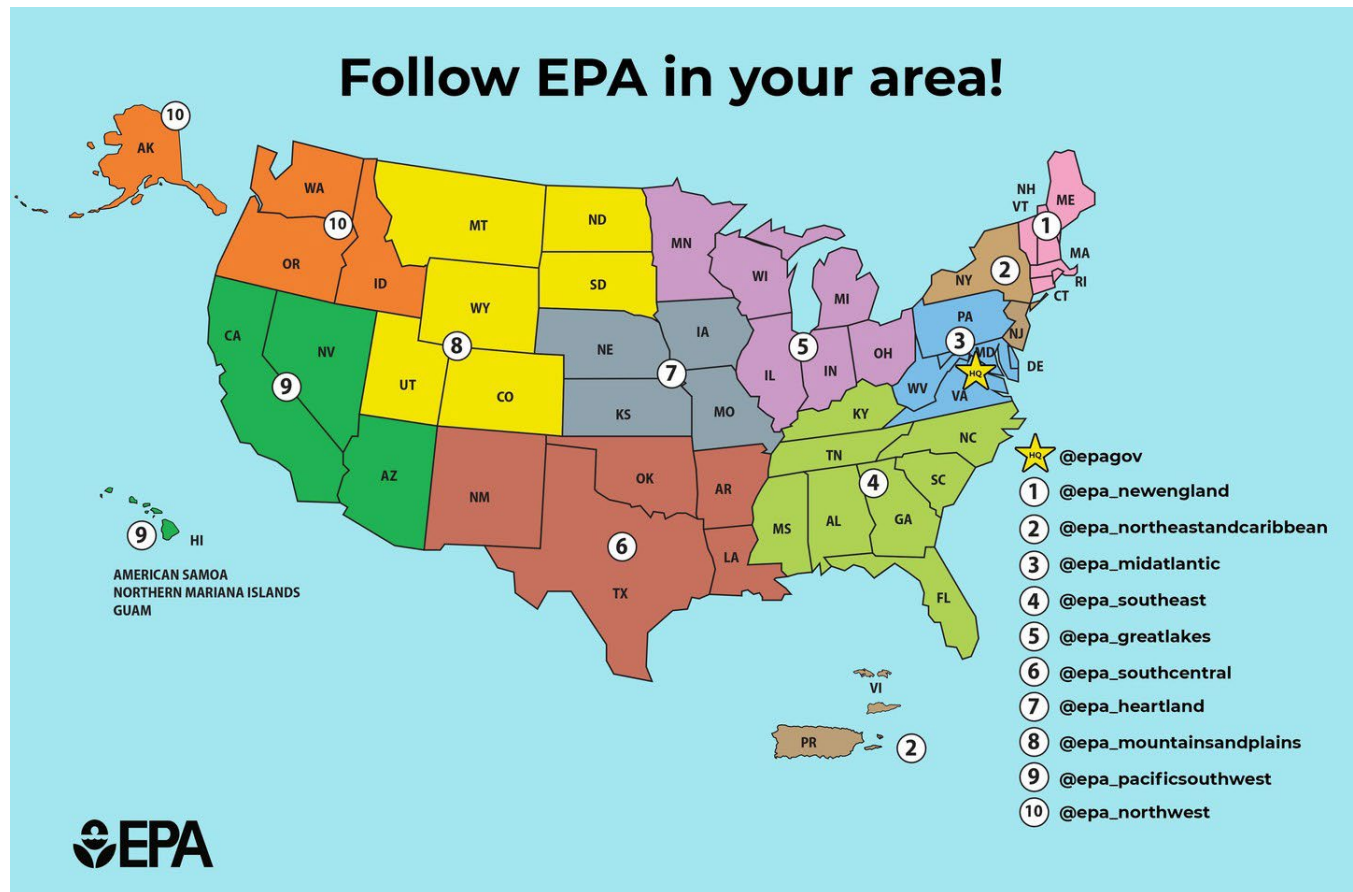 Follow EPA in your area!
10
AK
WA
10
OR
ID
MT
ND
SD
WY
8
UT
CO
MN
WI
MI
5
IL
IN
OH
NE
IA
7
KS
MO
CA
NV
9
AZ
NM
OK
AR
6
TX
LA
KY
TN
NC
SC
4
MS
AL
GA
FL
NH
VT
ME
1
MA
RI
CT
NY
2
NJ
PA
3
MD
DE
WV
VA
HQ
9
HI
AMERICAN SAMOA
NORTHERN MARIANA ISLANDS
GUAM
VI
PR
2
HQ @epagov
1 @epa_newengland
2 @epa_northeastandcaribbean
3 @epa_midatlantic
4 @epa_southeast
5 @epa_greatlakes
6 @epa_southcentral
7 @epa_heartland
8 @epa_mountainsandplains
9 @epa_pacificsouthwest
10 @epa_northwest
EPA